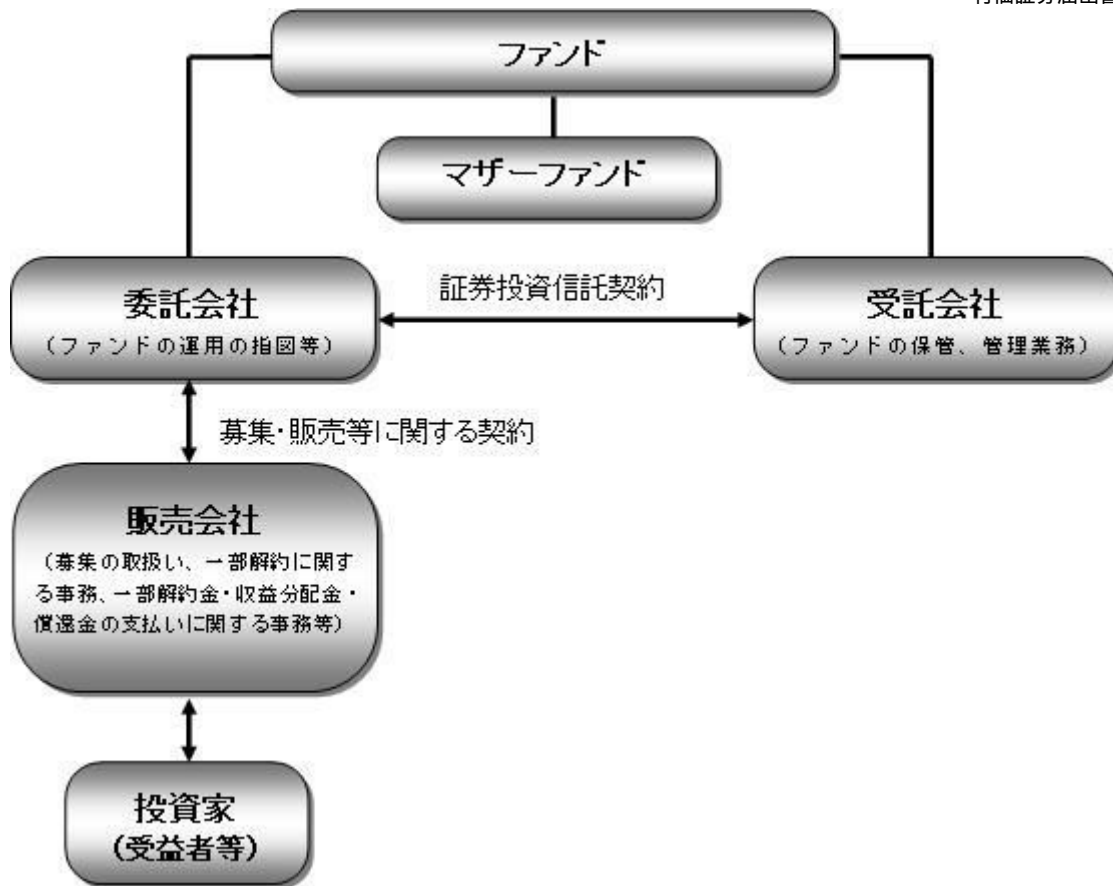 ファンド
マザーファンド
委託会社
（ファンドの運用の指図等）
証券投資信託契約
受託会社
（ファンドの保管、管理業務）
募集・販売等に関する契約
販売会社
（募集の取扱い、一部解約に関す
る事務、一部解約金・収益分配金・
償還金の支払いに関する事務等）
投資家
（受益者等）